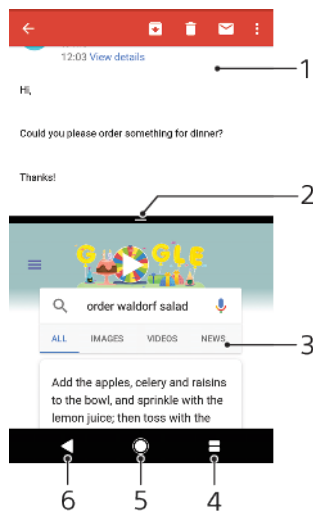 12:03 View details
1
Hi,
Could you please order something for dinner?
Thanks!
2
GOOGLE
order waldorf salad
ALL IMAGES VIDEOS NEWS
3
Add the apples, celery and raisins
to the bowl, and sprinkle with the
lemon juice; then toss with the
6 5 4